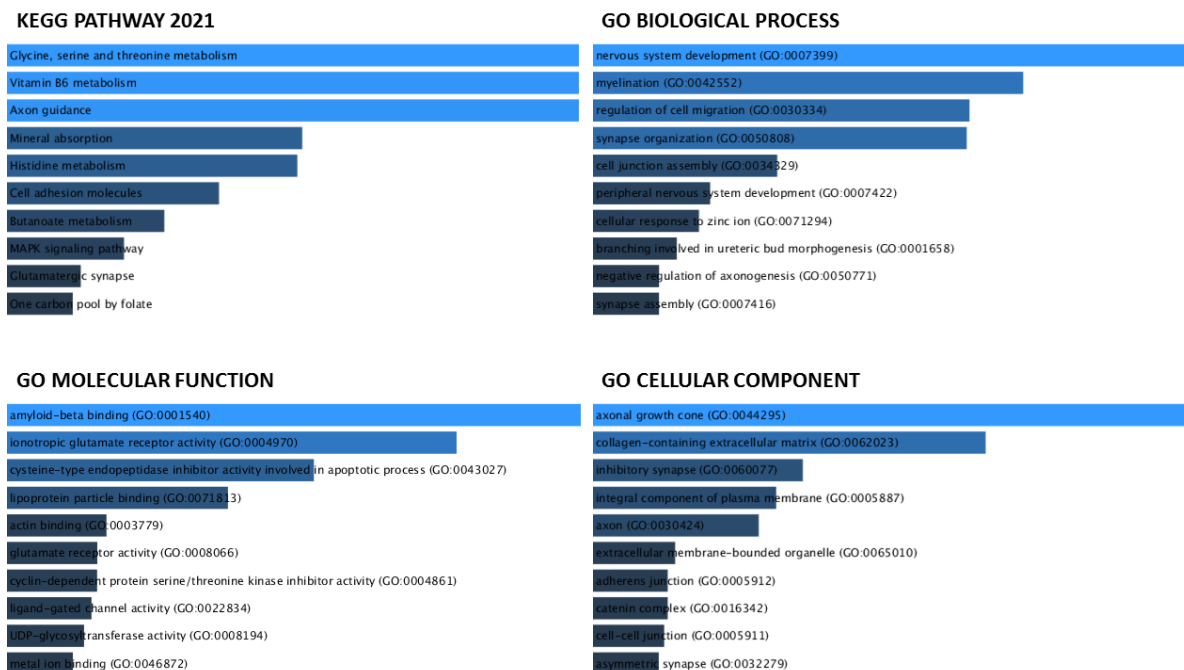 KEGG PATHWAY 2021
Glycine, serine and threonine metabolism
Vitamin B6 metabolism
Axon guidance
Mineral absorption
Histidine metabolism
Cell adhesion molecules
Butanoate metabolism
MAPK signaling pathway
Glutamatergic synapse
One carbon pool by folate
GO BIOLOGICAL PROCESS
nervous system development (GO:0007399)
myelination (GO:0042552)
regulation of cell migration (GO:0030334)
synapse organization (GO:0050808)
cell junction assembly (GO:0034329)
peripheral nervous system development (GO:0007422)
cellular response to zinc ion (GO:0071294)
branching involved in ureteric bud morphogenesis (GO:0001658)
negative regulation of axonogenesis (GO:0050771)
synapse assembly (GO:0007416)
GO MOLECULAR FUNCTION
amyloid-beta binding (GO:0001540)
ionotropic glutamate receptor activity (GO:0004970)
cysteine-type endopeptidase inhibitor activity involved in apoptotic process (GO:0043027)
lipoprotein particle binding (GO:0071813)
actin binding (GO:0003779)
glutamate receptor activity (GO:0008066)
cyclin-dependent protein serine/threonine kinase inhibitor activity (GO:0004861)
ligand-gated channel activity (GO:0022834)
UDP-glycosyltransferase activity (GO:0008194)
metal ion binding (GO:0046872)
GO CELLULAR COMPONENT
axonal growth cone (GO:0044295)
collagen-containing extracellular matrix (GO:0062023)
inhibitory synapse (GO:0060077)
integral component of plasma membrane (GO:0005887)
axon (GO:0030424)
extracellular membrane-bounded organelle (GO:0065010)
adherens junction (GO:0005912)
catenin complex (GO:0016342)
cell-cell junction (GO:0005911)
asymmetric synapse (GO:0032279)